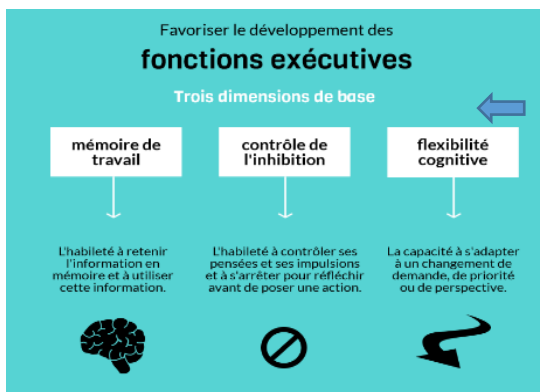 Favoriser le développement des
fonctions exécutives
Trois dimensions de base
mémoire de
travail
contrôle de
l'inhibition
flexibilité
cognitive
L'habileté à retenir
l'information en
mémoire et à utiliser
cette information.
L'habileté à contrôler ses
pensées et ses impulsions
et à s'arrêter pour réfléchir
avant de poser une action.
La capacité à s'adapter
à un changement de
demande, de priorité
ou de perspective.